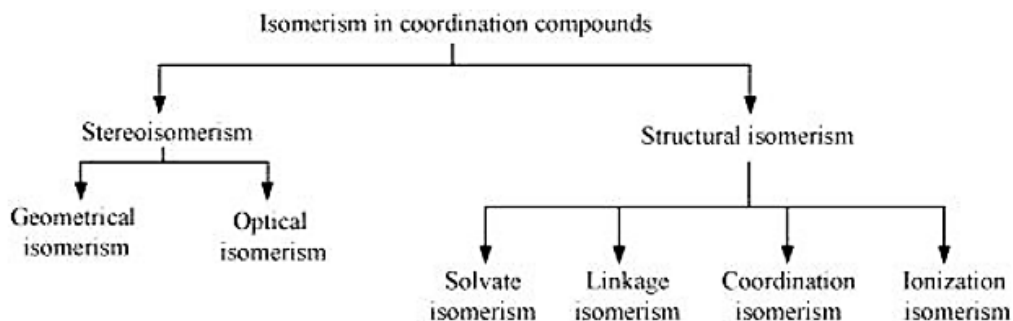 Isomerism in coordination compounds
Stereoisomerism
Structural isomerism
Geometrical
isomerism
Optical
isomerism
Solvate
isomerism
Linkage
isomerism
Coordination
isomerism
Ionization
isomerism